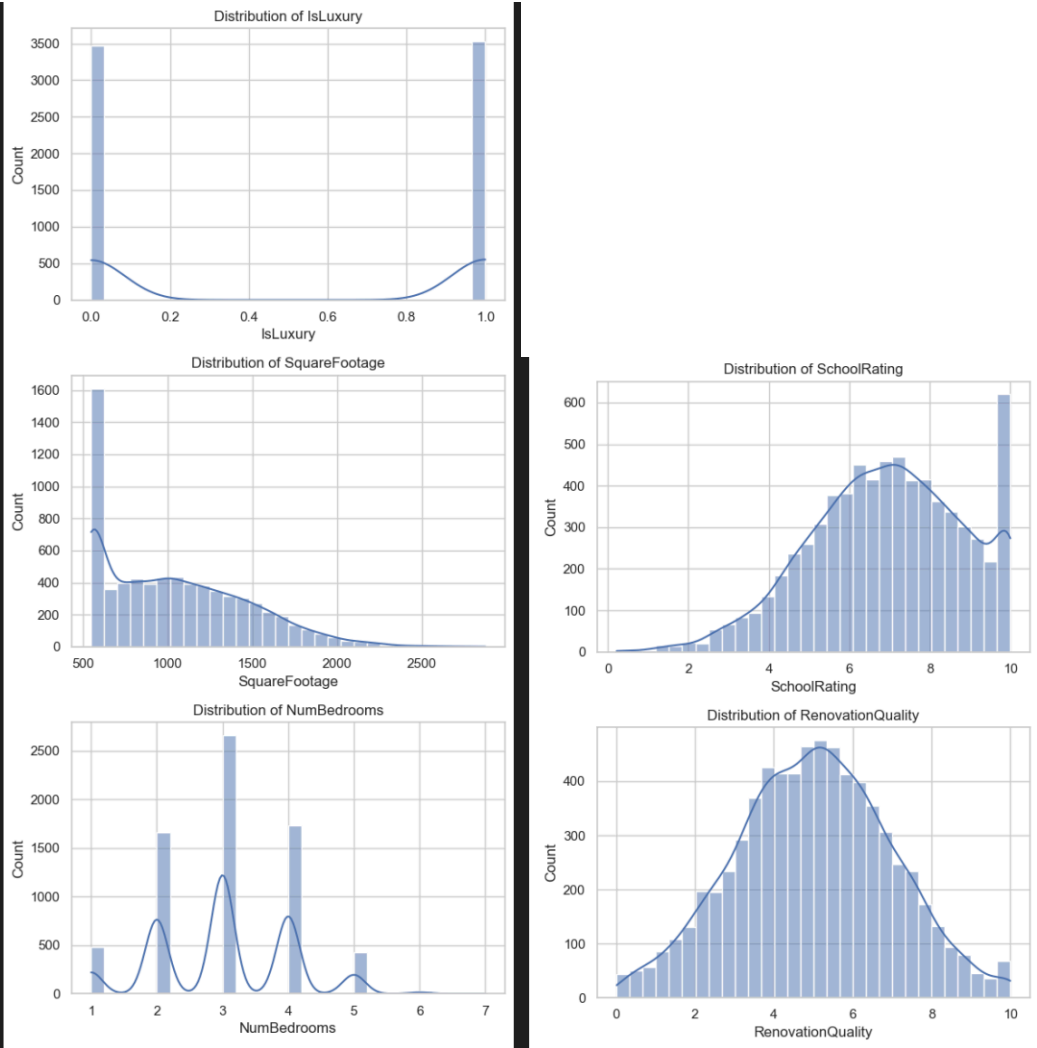 Distribution of IsLuxury
3500
3000
2500
2000
1500
1000
500
0
Count
0.0 0.2 0.4 0.6 0.8 1.0
IsLuxury
Distribution of SquareFootage
1600
1400
1200
1000
800
600
400
200
0
Count
500 1000 1500 2000 2500
SquareFootage
Distribution of SchoolRating
600
500
400
300
200
100
0
Count
0 2 4 6 8 10
SchoolRating
Distribution of NumBedrooms
2500
2000
1500
1000
500
0
Count
1 2 3 4 5 6 7
NumBedrooms
Distribution of RenovationQuality
400
300
200
100
0
Count
0 2 4 6 8 10
RenovationQuality